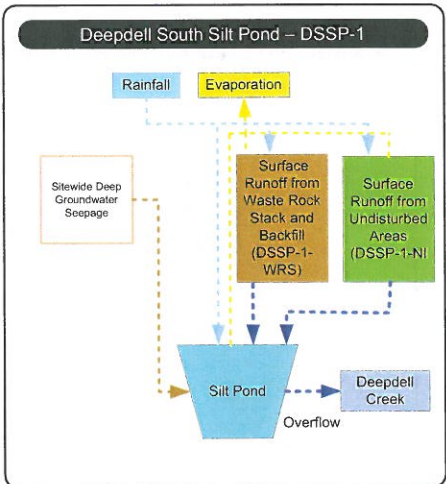 Deepdell South Silt Pond – DSSP-1
Rainfall
Evaporation
Sitewide Deep
Groundwater
Seepage
Surface
Runoff from
Waste Rock
Stack and
Backfill
(DSSP-1-
WRS)
Surface
Runoff from
Undisturbed
Areas
(DSSP-1-NI
Silt Pond
Deepdell
Creek
Overflow